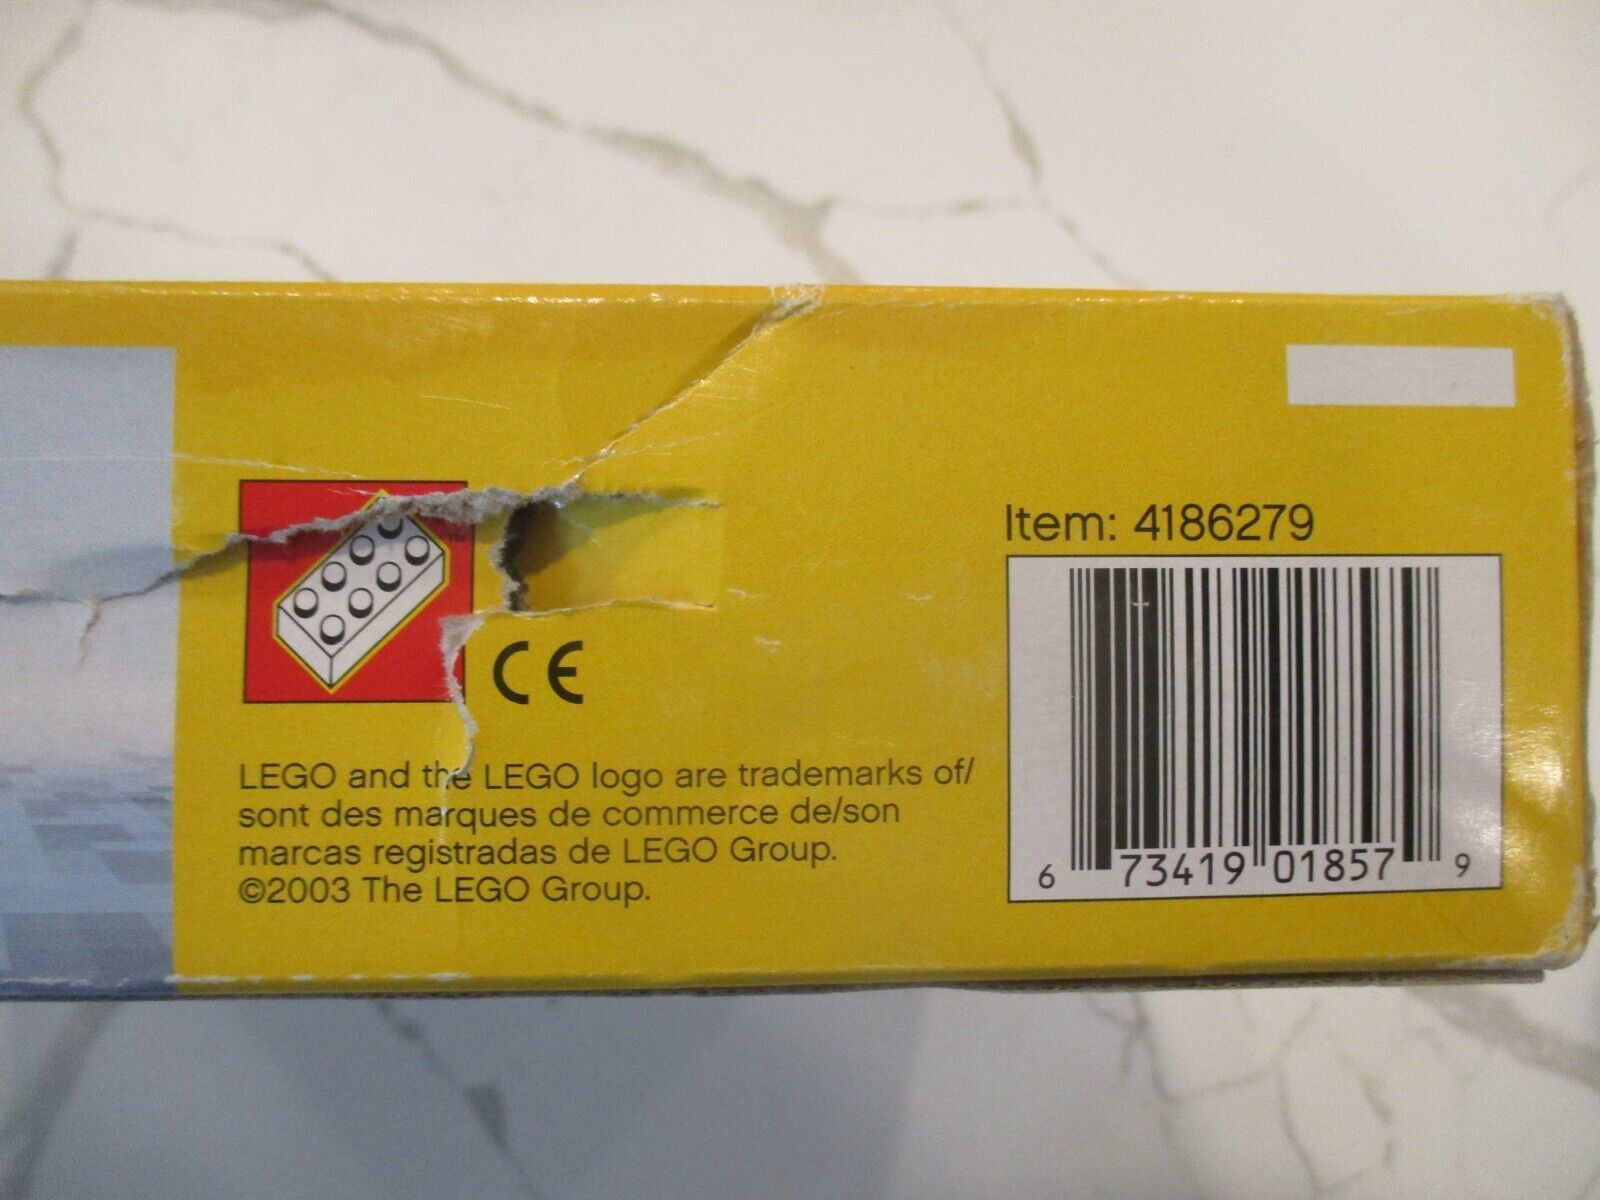 Item: 4186279
TM
CE
LEGO and the LEGO logo are trademarks of/
sont des marques de commerce de/son
marcas registradas de LEGO Group.
©2003 The LEGO Group.
6 73419 01857 9